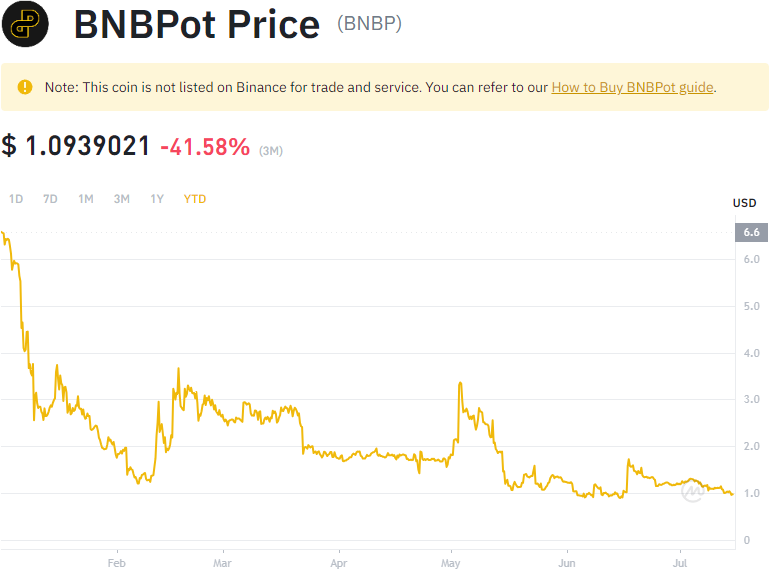 BNBPot Price (BNBP)
Note: This coin is not listed on Binance for trade and service. You can refer to our How to Buy BNBPot guide.
$ 1.0939021 -41.58% (3M)
1D 7D 1M 3M 1Y YTD
USD
6.6
6.0
5.0
4.0
3.0
2.0
1.0
0
Feb Mar Apr May Jun Jul